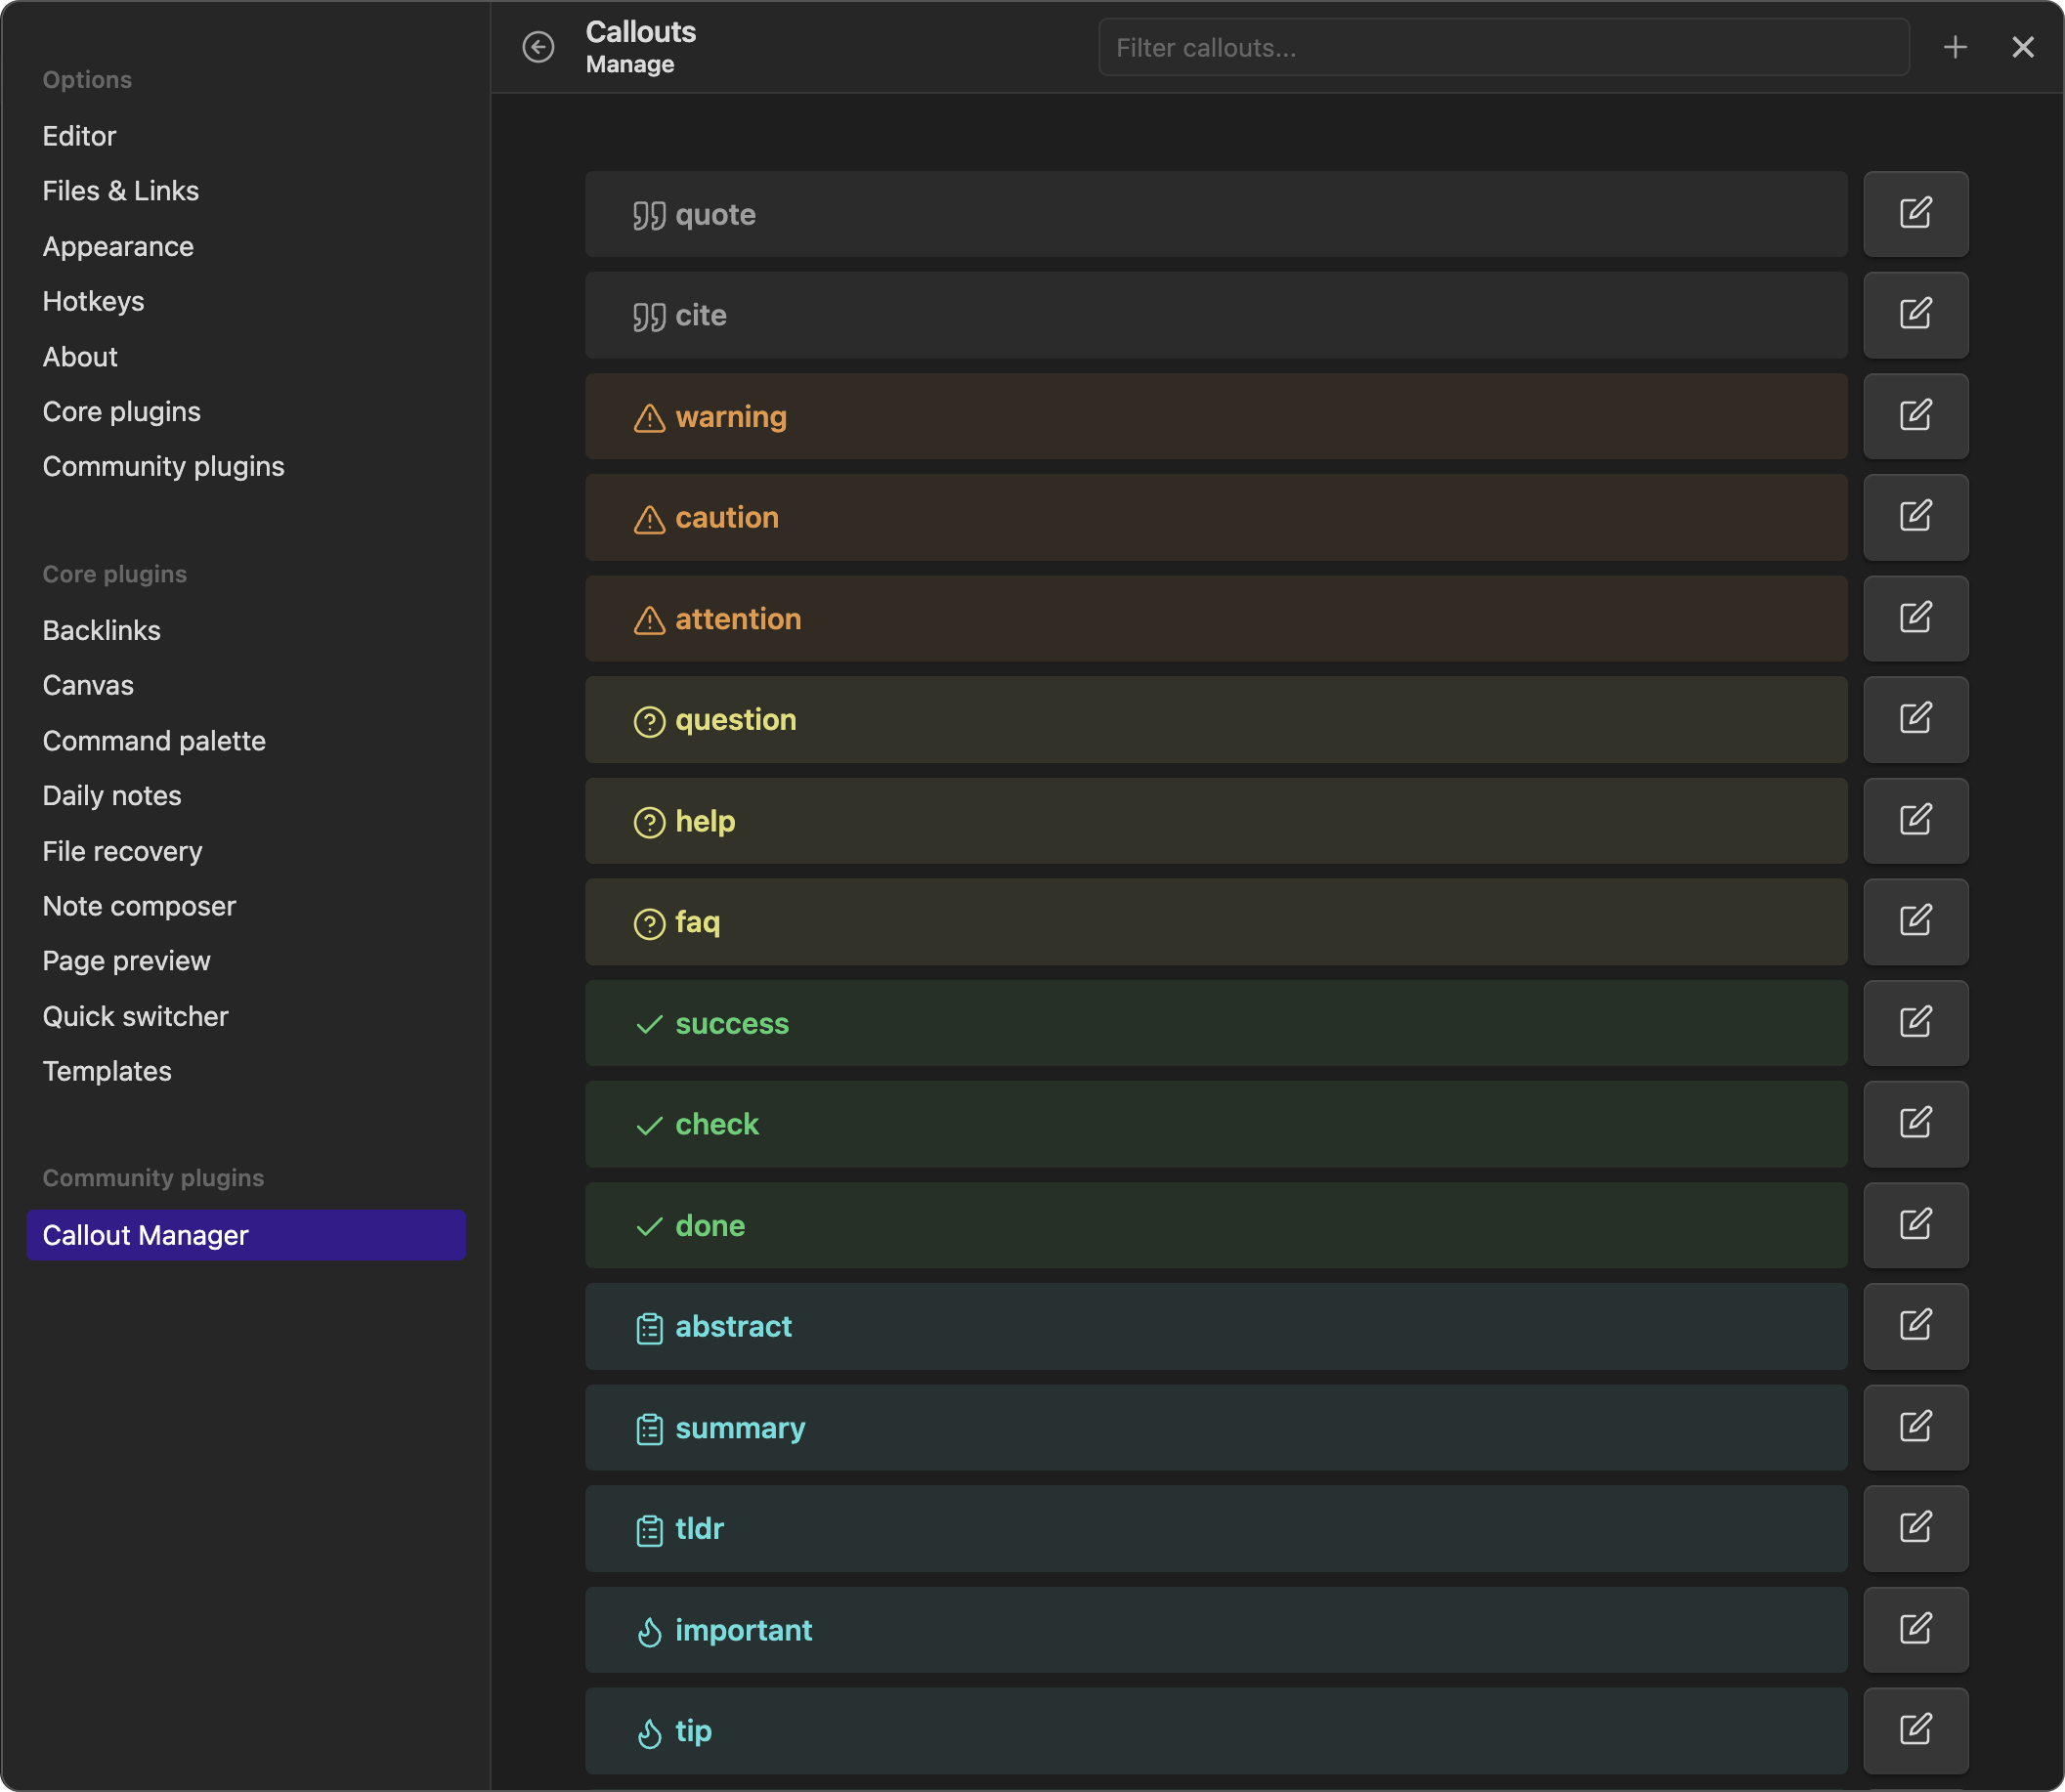 Options
Editor
Files & Links
Appearance
Hotkeys
About
Core plugins
Community plugins
Core plugins
Backlinks
Canvas
Command palette
Daily notes
File recovery
Note composer
Page preview
Quick switcher
Templates
Community plugins
Callout Manager
Callouts
Manage
Filter callouts...
quote
cite
warning
caution
attention
question
help
faq
success
check
done
abstract
summary
tldr
important
tip